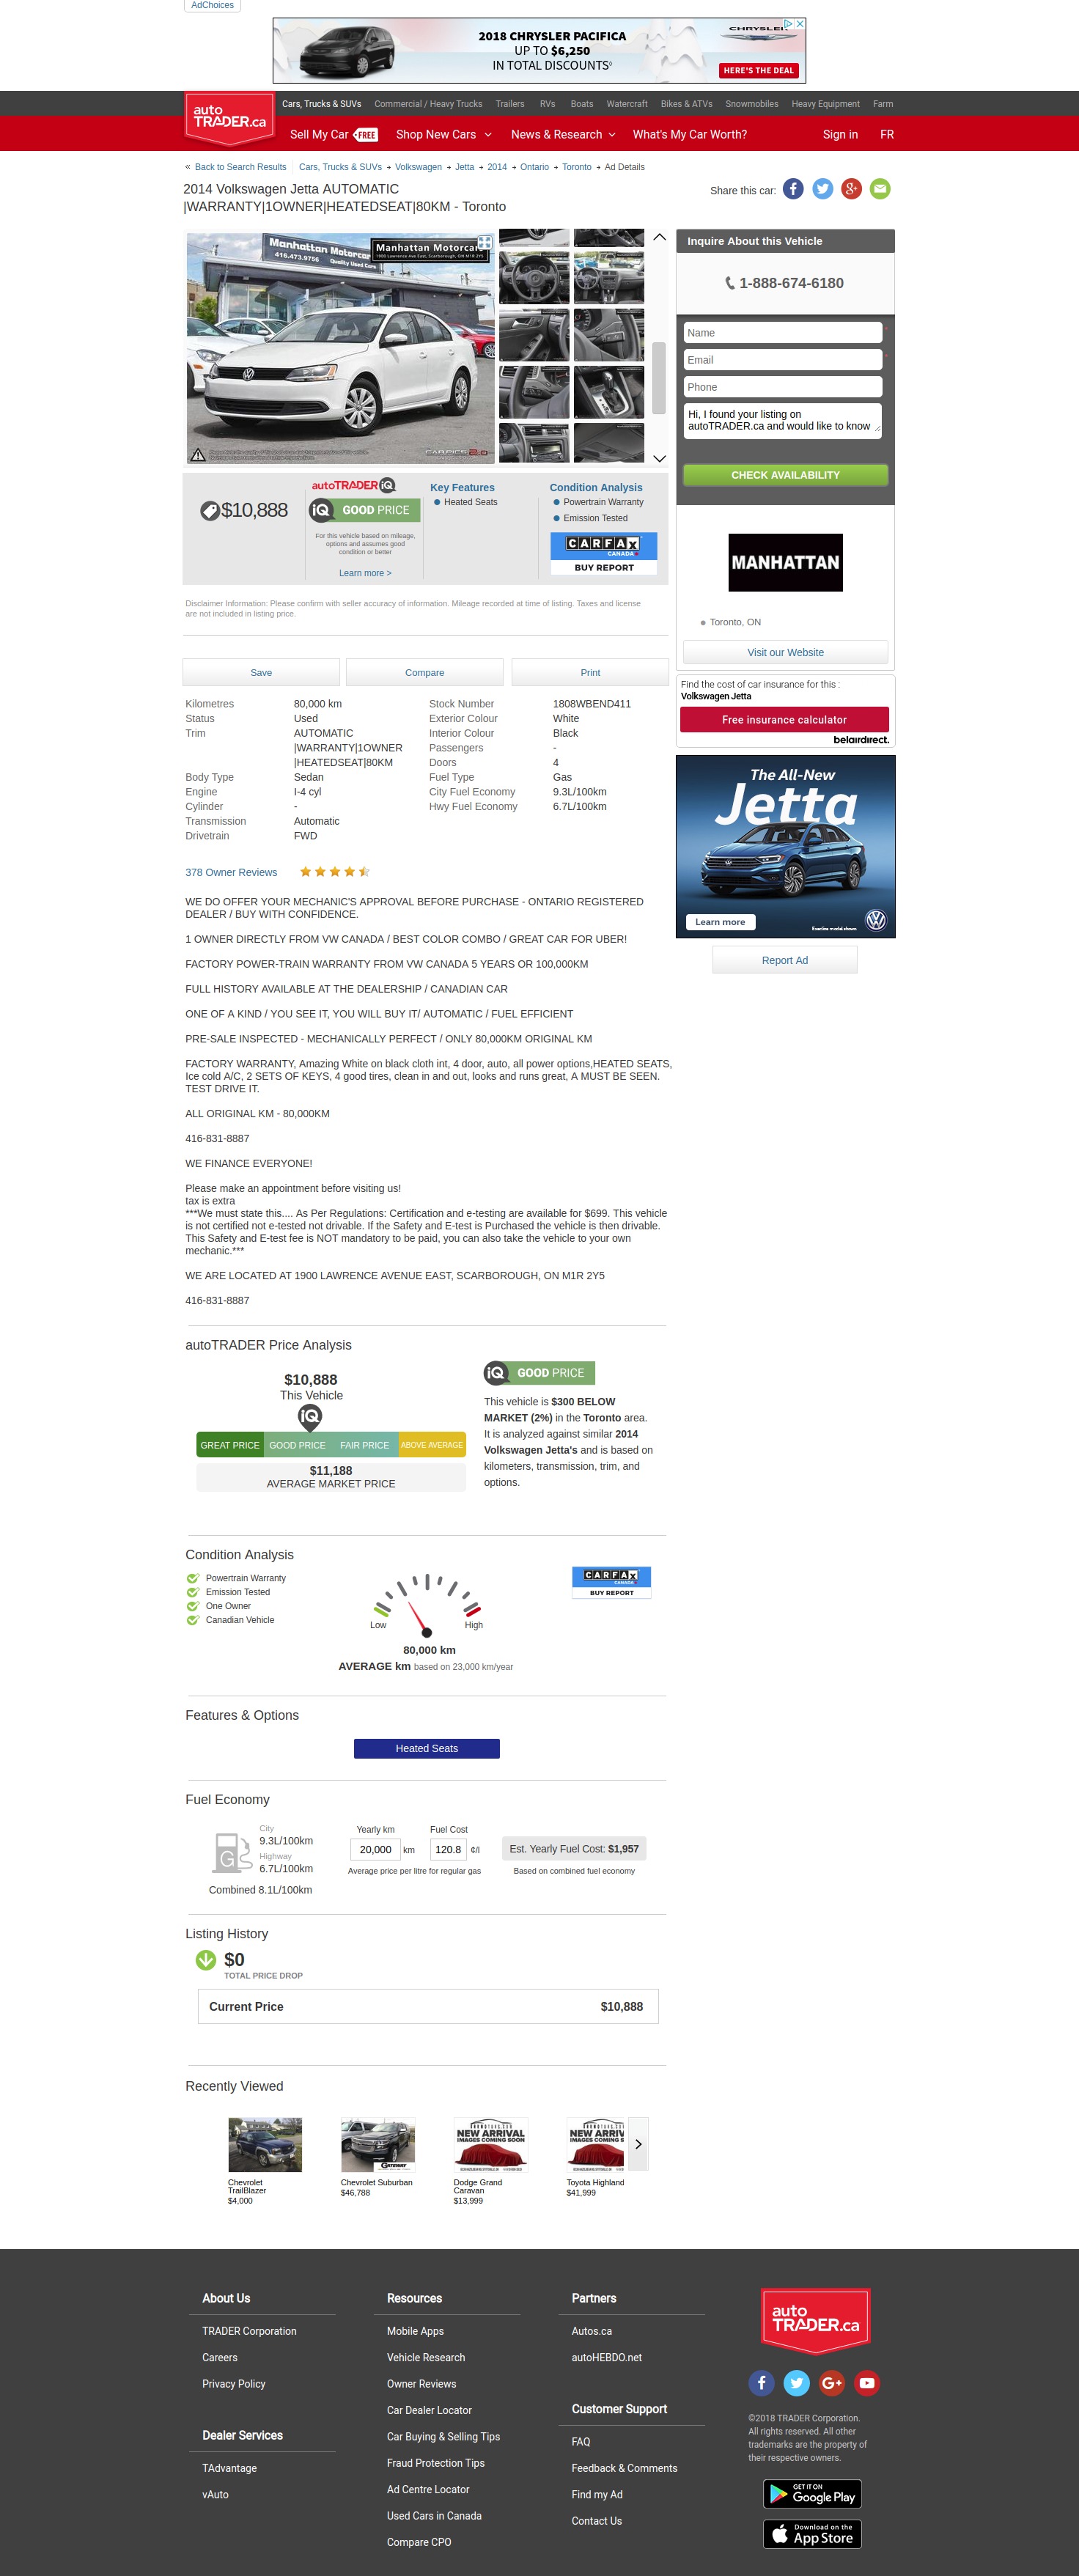 AdChoices
2018 CHRYSLER PACIFICA
UP TO $6,250
IN TOTAL DISCOUNTS◊
CHRYSLER
HERE'S THE DEAL
auto
TRADER.ca
Cars, Trucks & SUVs Commercial / Heavy Trucks Trailers RVs Boats Watercraft Bikes & ATVs Snowmobiles Heavy Equipment Farm
Sell My Car FREE Shop New Cars News & Research What's My Car Worth? Sign in FR
« Back to Search Results Cars, Trucks & SUVs Volkswagen Jetta 2014 Ontario Toronto Ad Details
2014 Volkswagen Jetta AUTOMATIC
|WARRANTY|1OWNER|HEATEDSEAT|80KM - Toronto
Share this car:
Manhattan Motorcar
416.473.9756
Quality Used Cars
Manhattan Motorcar
1900 Lawrence Ave East, Scarborough, ON M1R 2Y5
CARPICS 2.0
Inquire About this Vehicle
1-888-674-6180
Name *
Email *
Phone
Hi, I found your listing on
autoTRADER.ca and would like to know
CHECK AVAILABILITY
$10,888
autoTRADER iQ
iQ GOOD PRICE
For this vehicle based on mileage,
options and assumes good
condition or better
Learn more >
Key Features
Heated Seats
Condition Analysis
Powertrain Warranty
Emission Tested
CARFAX
CANADA
BUY REPORT
MANHATTAN
Toronto, ON
Visit our Website
Disclaimer Information: Please confirm with seller accuracy of information. Mileage recorded at time of listing. Taxes and license
are not included in listing price.
Save Compare Print
Find the cost of car insurance for this :
Volkswagen Jetta
Free insurance calculator
belairdirect.
Kilometres 80,000 km Stock Number 1808WBEND411
Status Used Exterior Colour White
Trim AUTOMATIC Interior Colour Black
|WARRANTY|1OWNER Passengers -
|HEATEDSEAT|80KM Doors 4
Body Type Sedan Fuel Type Gas
Engine I-4 cyl City Fuel Economy 9.3L/100km
Cylinder - Hwy Fuel Economy 6.7L/100km
Transmission Automatic
Drivetrain FWD
The All-New
Jetta
Learn more
Execline model shown
Report Ad
378 Owner Reviews
WE DO OFFER YOUR MECHANIC'S APPROVAL BEFORE PURCHASE - ONTARIO REGISTERED
DEALER / BUY WITH CONFIDENCE.
1 OWNER DIRECTLY FROM VW CANADA / BEST COLOR COMBO / GREAT CAR FOR UBER!
FACTORY POWER-TRAIN WARRANTY FROM VW CANADA 5 YEARS OR 100,000KM
FULL HISTORY AVAILABLE AT THE DEALERSHIP / CANADIAN CAR
ONE OF A KIND / YOU SEE IT, YOU WILL BUY IT/ AUTOMATIC / FUEL EFFICIENT
PRE-SALE INSPECTED - MECHANICALLY PERFECT / ONLY 80,000KM ORIGINAL KM
FACTORY WARRANTY, Amazing White on black cloth int, 4 door, auto, all power options,HEATED SEATS,
Ice cold A/C, 2 SETS OF KEYS, 4 good tires, clean in and out, looks and runs great, A MUST BE SEEN.
TEST DRIVE IT.
ALL ORIGINAL KM - 80,000KM
416-831-8887
WE FINANCE EVERYONE!
Please make an appointment before visiting us!
tax is extra
***We must state this.... As Per Regulations: Certification and e-testing are available for $699. This vehicle
is not certified not e-tested not drivable. If the Safety and E-test is Purchased the vehicle is then drivable.
This Safety and E-test fee is NOT mandatory to be paid, you can also take the vehicle to your own
mechanic.***
WE ARE LOCATED AT 1900 LAWRENCE AVENUE EAST, SCARBOROUGH, ON M1R 2Y5
416-831-8887
autoTRADER Price Analysis
$10,888
This Vehicle
iQ
GREAT PRICE GOOD PRICE FAIR PRICE ABOVE AVERAGE
$11,188
AVERAGE MARKET PRICE
iQ GOOD PRICE
This vehicle is $300 BELOW
MARKET (2%) in the Toronto area.
It is analyzed against similar 2014
Volkswagen Jetta's and is based on
kilometers, transmission, trim, and
options.
Condition Analysis
Powertrain Warranty
Emission Tested
One Owner
Canadian Vehicle
Low High
80,000 km
AVERAGE km based on 23,000 km/year
CARFAX
CANADA
BUY REPORT
Features & Options
Heated Seats
Fuel Economy
G
City
9.3L/100km
Highway
6.7L/100km
Combined 8.1L/100km
Yearly km Fuel Cost
20,000 km 120.8 ¢/l
Average price per litre for regular gas
Est. Yearly Fuel Cost: $1,957
Based on combined fuel economy
Listing History
$0
TOTAL PRICE DROP
Current Price $10,888
Recently Viewed
GATEWAY
NEW ARRIVAL
IMAGES COMING SOON
NEW ARRIV
IMAGES COMING S
Chevrolet
TrailBlazer
$4,000
Chevrolet Suburban
$46,788
Dodge Grand
Caravan
$13,999
Toyota Highland
$41,999
About Us
TRADER Corporation
Careers
Privacy Policy
Dealer Services
TAdvantage
vAuto
Resources
Mobile Apps
Vehicle Research
Owner Reviews
Car Dealer Locator
Car Buying & Selling Tips
Fraud Protection Tips
Ad Centre Locator
Used Cars in Canada
Compare CPO
Partners
Autos.ca
autoHEBDO.net
Customer Support
FAQ
Feedback & Comments
Find my Ad
Contact Us
auto
TRADER.ca
©2018 TRADER Corporation.
All rights reserved. All other
trademarks are the property of
their respective owners.
GET IT ON
Google Play
Download on the
App Store